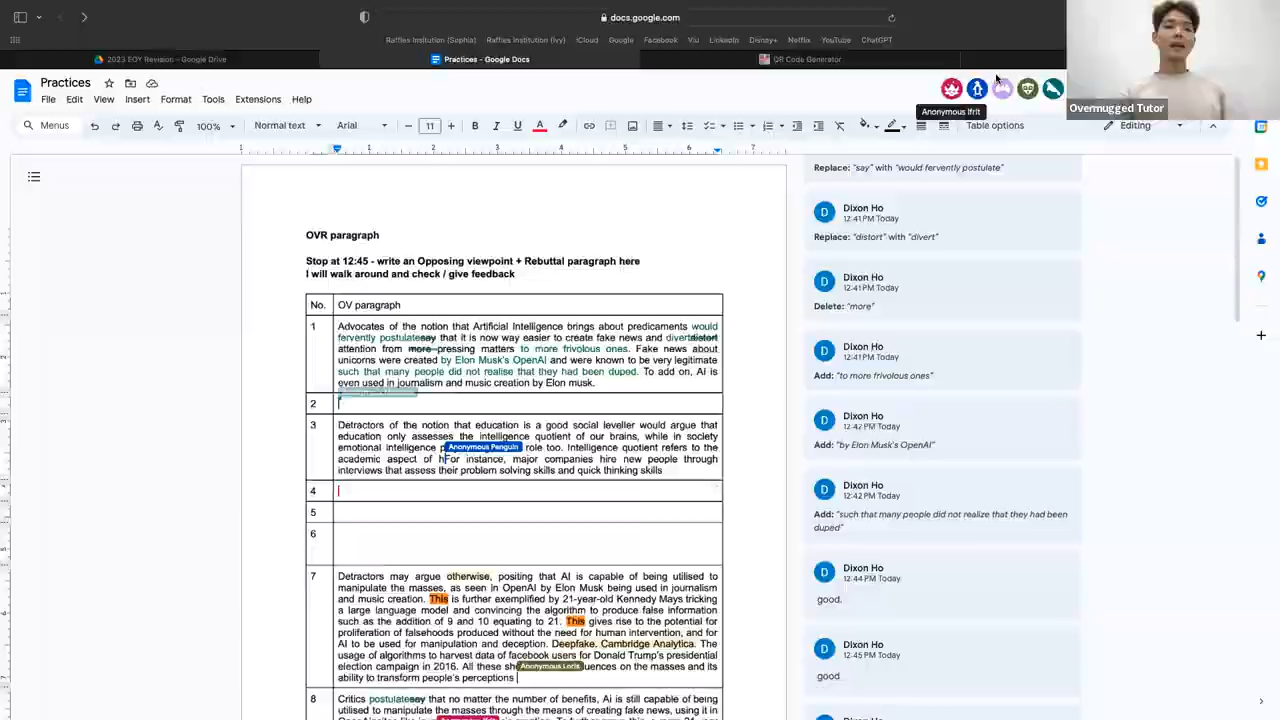 docs.google.com
Raffles Institution (Sophia) Raffles Institution (Ivy) iCloud Google Facebook Viu LinkedIn Disney+ Netflix YouTube ChatGPT
2023 EOY Revision – Google Drive
Practices - Google Docs
QR Code Generator
Practices
File Edit View Insert Format Tools Extensions Help
Anonymous Ifrit
Overmugged Tutor
Menus 100% Normal text Arial 11 B I U A Table options Editing
1 1 2 3 4 5 6 7
OVR paragraph
Stop at 12:45 - write an Opposing viewpoint + Rebuttal paragraph here
I will walk around and check / give feedback
No. OV paragraph
1 Advocates of the notion that Artificial Intelligence brings about predicaments would
fervently postulatesay that it is now way easier to create fake news and divertdistort
attention from more pressing matters to more frivolous ones. Fake news about
unicorns were created by Elon Musk's OpenAI and were known to be very legitimate
such that many people did not realise that they had been duped. To add on, AI is
even used in journalism and music creation by Elon musk.
2
3 Detractors of the notion that education is a good social leveller would argue that
education only assesses the intelligence quotient of our brains, while in society
emotional intelligence p Anonymous Penguin role too. Intelligence quotient refers to the
academic aspect of hFor instance, major companies hire new people through
interviews that assess their problem solving skills and quick thinking skills
4
5
6
7 Detractors may argue otherwise, positing that AI is capable of being utilised to
manipulate the masses, as seen in OpenAI by Elon Musk being used in journalism
and music creation. This is further exemplified by 21-year-old Kennedy Mays tricking
a large language model and convincing the algorithm to produce false information
such as the addition of 9 and 10 equating to 21. This gives rise to the potential for
proliferation of falsehoods produced without the need for human intervention, and for
AI to be used for manipulation and deception. Deepfake. Cambridge Analytica. The
usage of algorithms to harvest data of facebook users for Donald Trump's presidential
election campaign in 2016. All these sh Anonymous Loris uences on the masses and its
ability to transform people's perceptions
8 Critics postulatesay that no matter the number of benefits, Ai is still capable of being
utilised to manipulate the masses through the means of creating fake news, using it in
Replace: "say" with "would fervently postulate"
D Dixon Ho
12:41 PM Today
Replace: "distort" with "divert"
D Dixon Ho
12:41 PM Today
Delete: "more"
D Dixon Ho
12:41 PM Today
Add: "to more frivolous ones"
D Dixon Ho
12:42 PM Today
Add: "by Elon Musk's OpenAI"
D Dixon Ho
12:42 PM Today
Add: "such that many people did not realize that they had been
duped"
D Dixon Ho
12:44 PM Today
good.
D Dixon Ho
12:45 PM Today
good
Dixon Ho